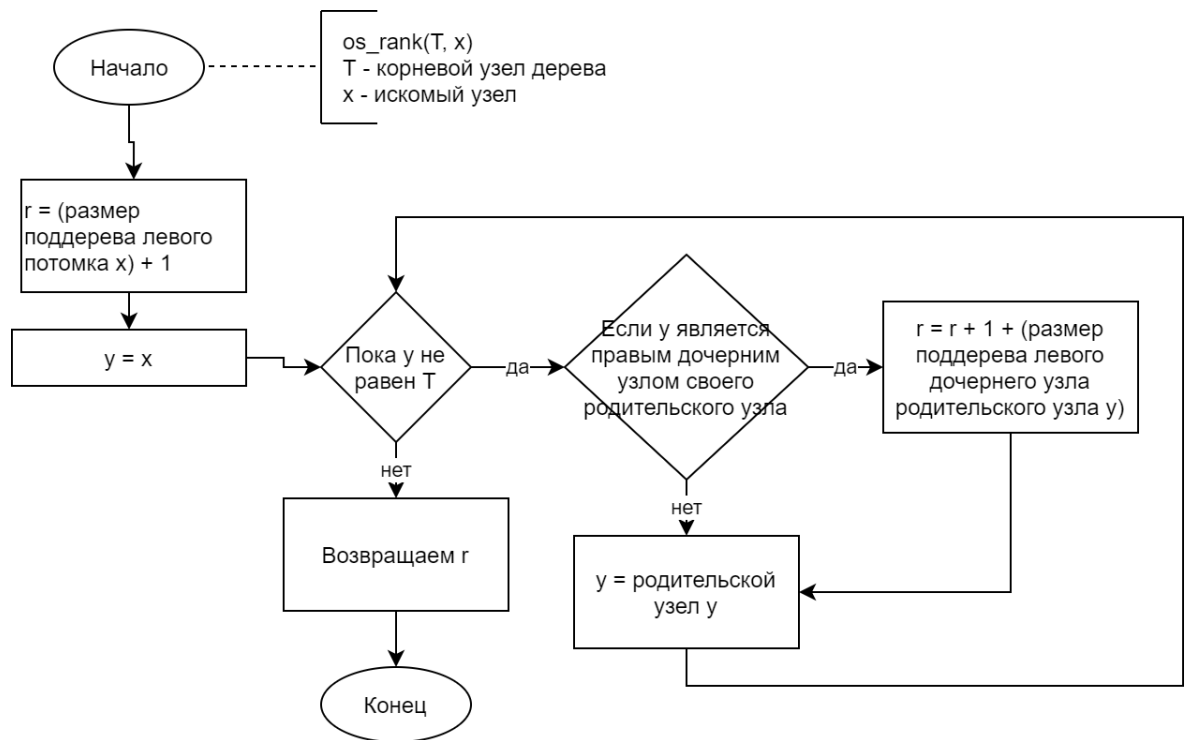 Начало
os_rank(T, x)
T - корневой узел дерева
x - искомый узел
r = (размер
поддерева левого
потомка x) + 1
y = x
Пока y не
равен T
да
Если y является
правым дочерним
узлом своего
родительского узла
да
r = r + 1 + (размер
поддерева левого
дочернего узла
родительского узла y)
нет
Возвращаем r
нет
y = родительской
узел y
Конец